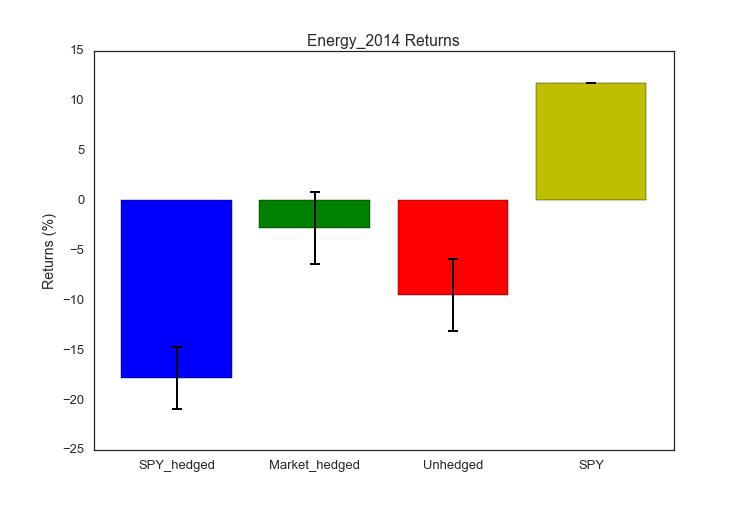 Energy_2014 Returns
15
10
5
0
−5
−10
−15
−20
−25
Returns (%)
SPY_hedged
Market_hedged
Unhedged
SPY